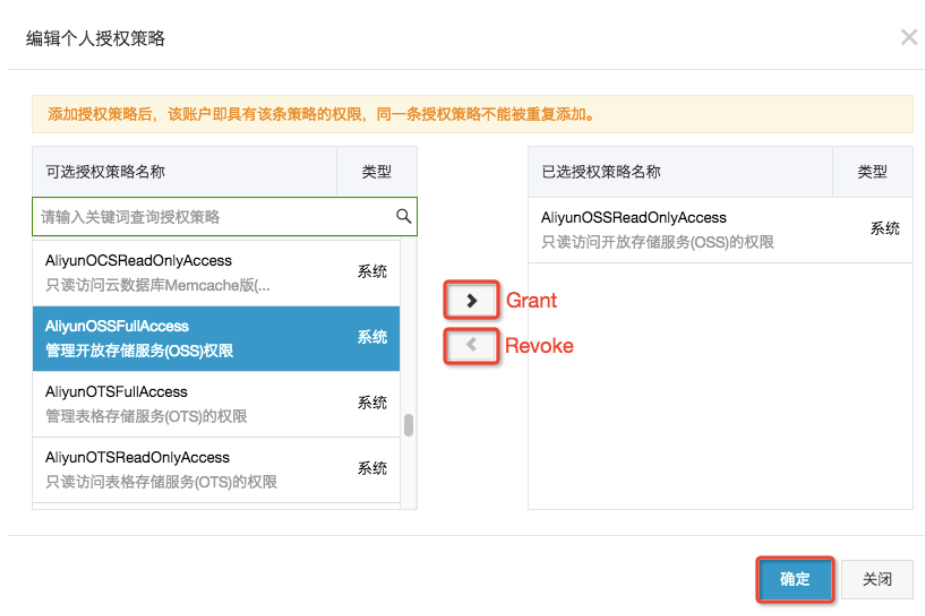 编辑个人授权策略
添加授权策略后，该账户即具有该条策略的权限，同一条授权策略不能被重复添加。
可选授权策略名称 类型
请输入关键词查询授权策略
AliyunOCSReadOnlyAccess
只读访问云数据库Memcache版(...
系统
AliyunOSSFullAccess
管理开放存储服务(OSS)权限
系统
AliyunOTSFullAccess
管理表格存储服务(OTS)的权限
系统
AliyunOTSReadOnlyAccess
只读访问表格存储服务(OTS)的权限
系统
Grant
Revoke
已选授权策略名称 类型
AliyunOSSReadOnlyAccess
只读访问开放存储服务(OSS)的权限
系统
确定
关闭